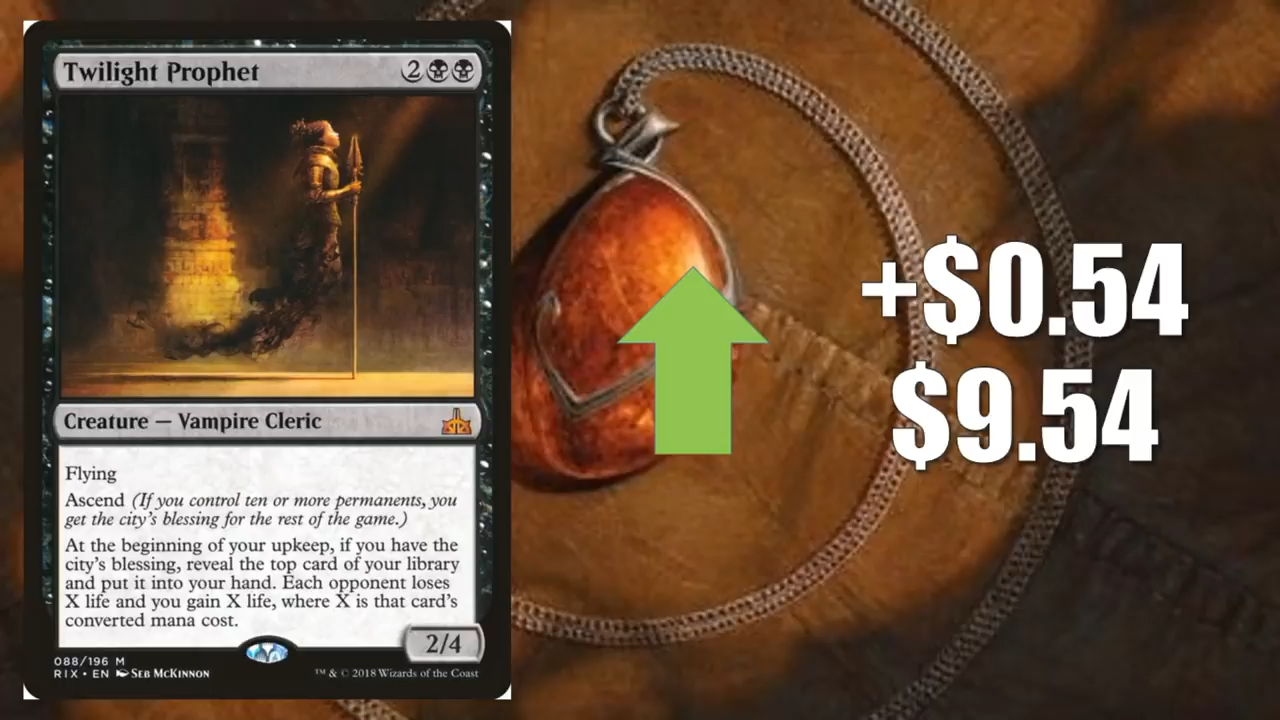 Twilight Prophet 2
Creature — Vampire Cleric
Flying
Ascend (If you control ten or more permanents, you
get the city's blessing for the rest of the game.)
At the beginning of your upkeep, if you have the
city's blessing, reveal the top card of your library
and put it into your hand. Each opponent loses
X life and you gain X life, where X is that card's
converted mana cost.
2/4
088/196 M
RIX • EN Seb McKinnon
™ & © 2018 Wizards of the Coast
+$0.54
$9.54